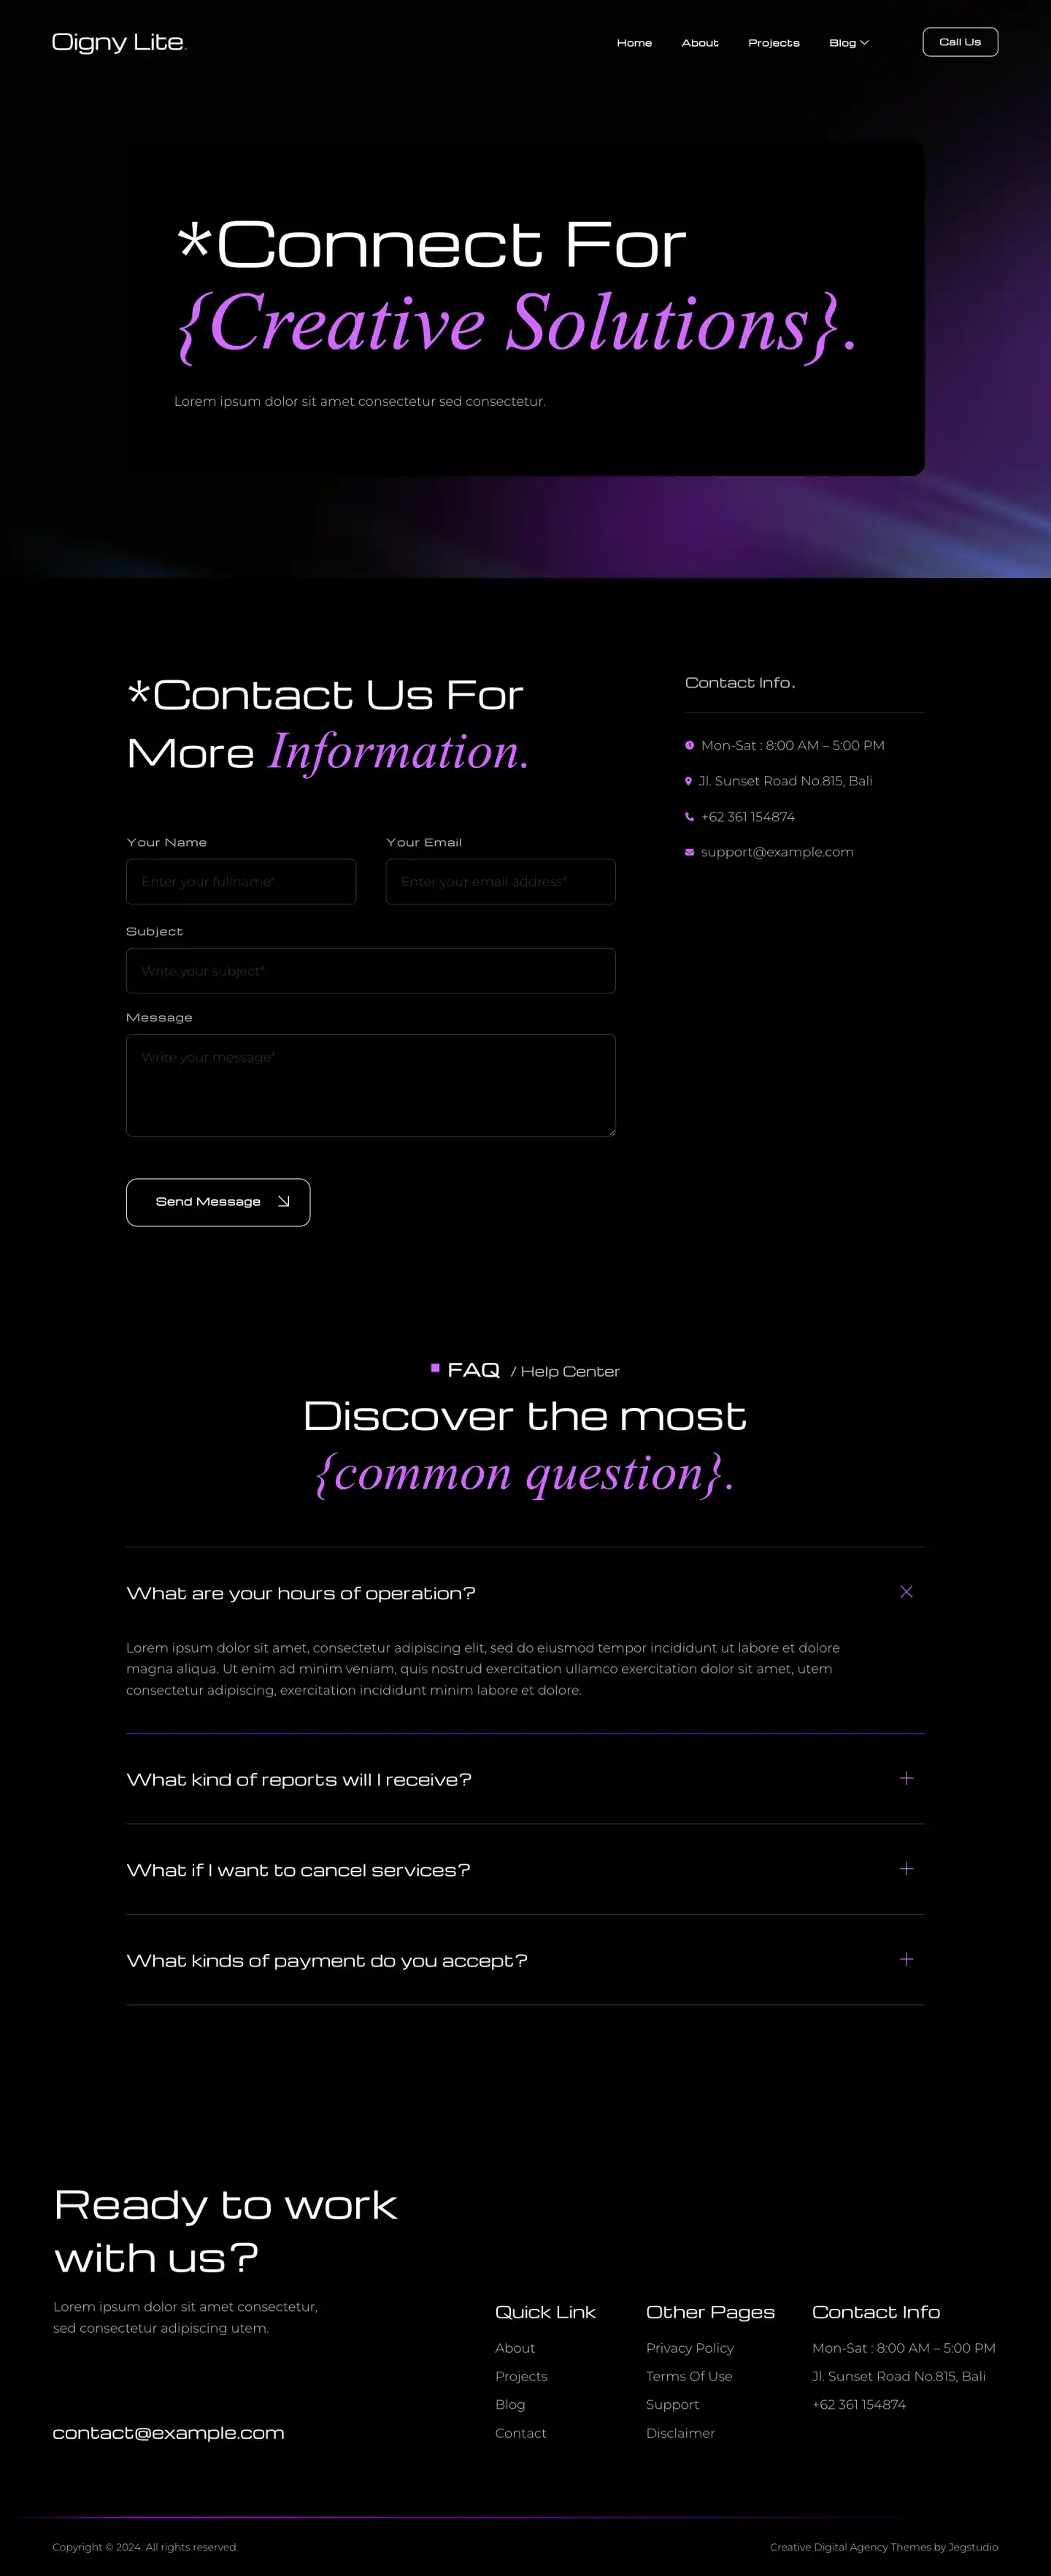 Oigny Lite.
Home About Projects Blog Call Us
*Connect For
{Creative Solutions}.
Lorem ipsum dolor sit amet consectetur sed consectetur.
*Contact Us For
More Information.
Your Name Your Email
Enter your fullname* Enter your email address*
Subject
Write your subject*
Message
Write your message*
Send Message
Contact Info.
Mon-Sat : 8:00 AM – 5:00 PM
Jl. Sunset Road No.815, Bali
+62 361 154874
support@example.com
FAQ / Help Center
Discover the most
{common question}.
What are your hours of operation?
Lorem ipsum dolor sit amet, consectetur adipiscing elit, sed do eiusmod tempor incididunt ut labore et dolore
magna aliqua. Ut enim ad minim veniam, quis nostrud exercitation ullamco exercitation dolor sit amet, utem
consectetur adipiscing, exercitation incididunt minim labore et dolore.
What kind of reports will I receive?
What if I want to cancel services?
What kinds of payment do you accept?
Ready to work
with us?
Lorem ipsum dolor sit amet consectetur,
sed consectetur adipiscing utem.
contact@example.com
Quick Link
About
Projects
Blog
Contact
Other Pages
Privacy Policy
Terms Of Use
Support
Disclaimer
Contact Info
Mon-Sat : 8:00 AM – 5:00 PM
Jl. Sunset Road No.815, Bali
+62 361 154874
Copyright © 2024. All rights reserved.
Creative Digital Agency Themes by Jegstudio